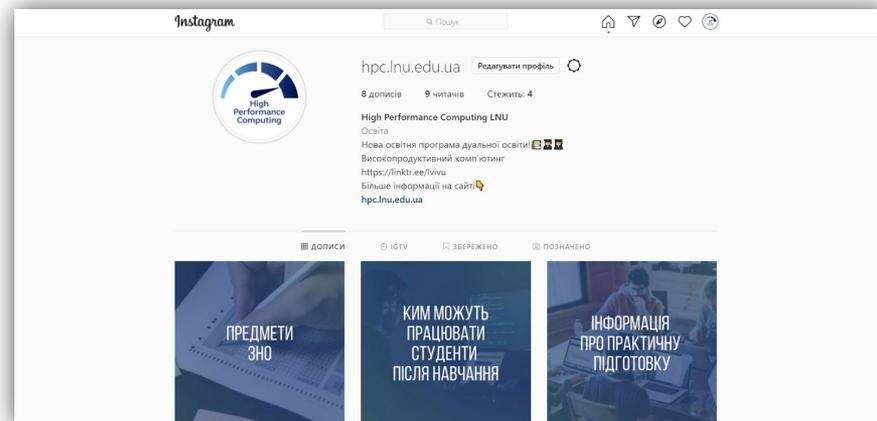 Instagram
Пошук
hpc.lnu.edu.ua Редагувати профіль
8 дописів 9 читачів Стежить: 4
High Performance Computing LNU
Освіта
Нова освітня програма дуальної освіти!
Високопродуктивний комп'ютинг
https://linktr.ee/lvivu
Більше інформації на сайті
hpc.lnu.edu.ua
High
Performance
Computing
ДОПИСИ IGTV ЗБЕРЕЖЕНО ПОЗНАЧЕНО
ПРЕДМЕТИ
ЗНО
КИМ МОЖУТЬ
ПРАЦЮВАТИ
СТУДЕНТИ
ПІСЛЯ НАВЧАННЯ
ІНФОРМАЦІЯ
ПРО ПРАКТИЧНУ
ПІДГОТОВКУ